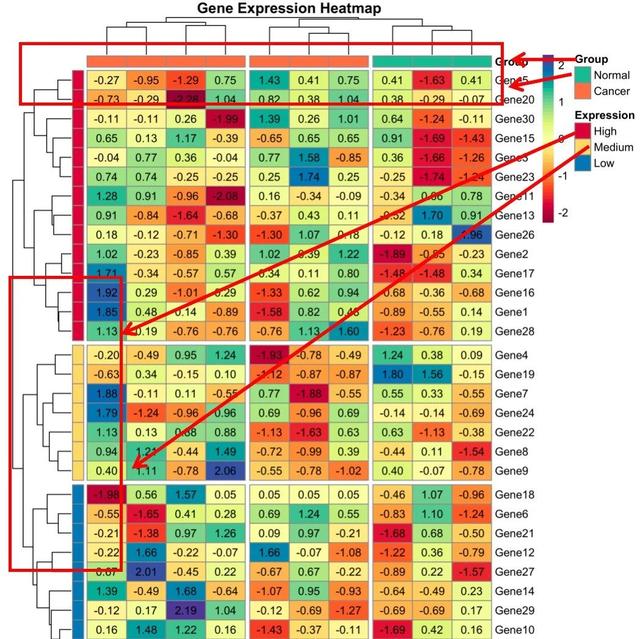 Gene Expression Heatmap
Group
-0.27 -0.95 -1.29 0.75 1.43 0.41 0.75 0.41 -1.63 0.41 Gene5
-0.73 -0.29 -2.28 1.04 0.82 0.38 1.04 0.38 -0.29 -0.07 Gene20
-0.11 -0.11 0.26 -1.99 1.39 0.26 1.01 0.64 -1.24 -0.11 Gene30
0.65 0.13 1.17 -0.39 -0.65 0.65 0.65 0.91 -1.69 -1.43 Gene15
-0.04 0.77 0.36 -0.04 0.77 1.58 -0.85 0.36 -1.66 -1.26
0.74 0.74 -0.25 -0.25 0.25 1.74 0.25 -0.25 -1.74 Gene23
1.28 0.91 -0.96 -2.08 0.16 -0.34 -0.09 -0.34 0.78 Gene11
0.91 -0.84 -1.64 -0.68 -0.37 0.43 0.11 1.70 0.91 Gene13
0.18 -0.12 -0.71 -1.30 -1.30 1.07 0.18 -0.12 0.18 1.96 Gene26
1.02 -0.23 -0.85 0.39 1.02 0.39 1.22 -1.89 -0.23 Gene2
1.71 -0.34 -0.57 0.57 0.34 0.11 0.80 -1.48 -1.48 0.34 Gene17
1.92 0.29 -1.01 0.29 -1.33 0.62 0.94 -0.68 -0.36 -0.68 Gene16
1.85 0.48 0.14 -0.89 -1.58 0.82 0.48 -0.89 -0.55 0.14 Gene1
1.13 0.19 -0.76 -0.76 -0.76 1.13 1.60 -1.23 -0.76 0.19 Gene28
-0.20 -0.49 0.95 1.24 -1.93 -0.78 -0.49 1.24 0.38 0.09 Gene4
-0.63 0.34 -0.15 0.10 -1.12 -0.87 -0.87 1.80 1.56 -0.15 Gene19
1.88 -0.11 0.11 -0.55 0.77 -1.88 -0.55 0.55 0.33 -0.55 Gene7
1.79 -1.24 -0.96 0.96 0.69 -0.96 0.69 -0.14 -0.14 -0.69 Gene24
1.13 0.13 0.88 0.88 -1.13 -1.63 0.63 0.63 -1.13 -0.38 Gene22
0.94 -0.44 1.49 -0.72 -0.99 0.39 -0.44 0.11 -1.54 Gene8
0.40 1.11 -0.78 2.06 -0.55 -0.78 -1.02 0.40 -0.07 -0.78 Gene9
-1.98 0.56 1.57 0.05 0.05 0.05 0.05 -0.46 1.07 -0.96 Gene18
-0.55 -1.65 0.41 0.28 0.69 1.24 0.55 -0.83 1.10 -1.24 Gene6
-0.21 -1.38 0.97 1.26 0.09 0.97 -0.21 -1.68 0.68 -0.50 Gene21
-0.22 1.66 -0.22 -0.07 1.66 -0.07 -1.08 -1.22 0.36 -0.79 Gene12
2.01 -0.45 0.22 -0.67 0.22 -0.67 -0.89 0.22 -1.57 Gene27
1.39 -0.49 1.68 -0.64 -1.07 0.95 -0.93 -0.64 -0.49 0.23 Gene14
-0.12 0.17 2.19 1.04 -0.12 -0.69 -1.27 -0.69 -0.69 0.17 Gene29
0.16 1.48 1.22 0.16 -1.43 -0.37 -0.11 -1.69 0.42 0.16 Gene10
2
1
0
-1
-2
Group
Normal
Cancer
Expression
High
Medium
Low